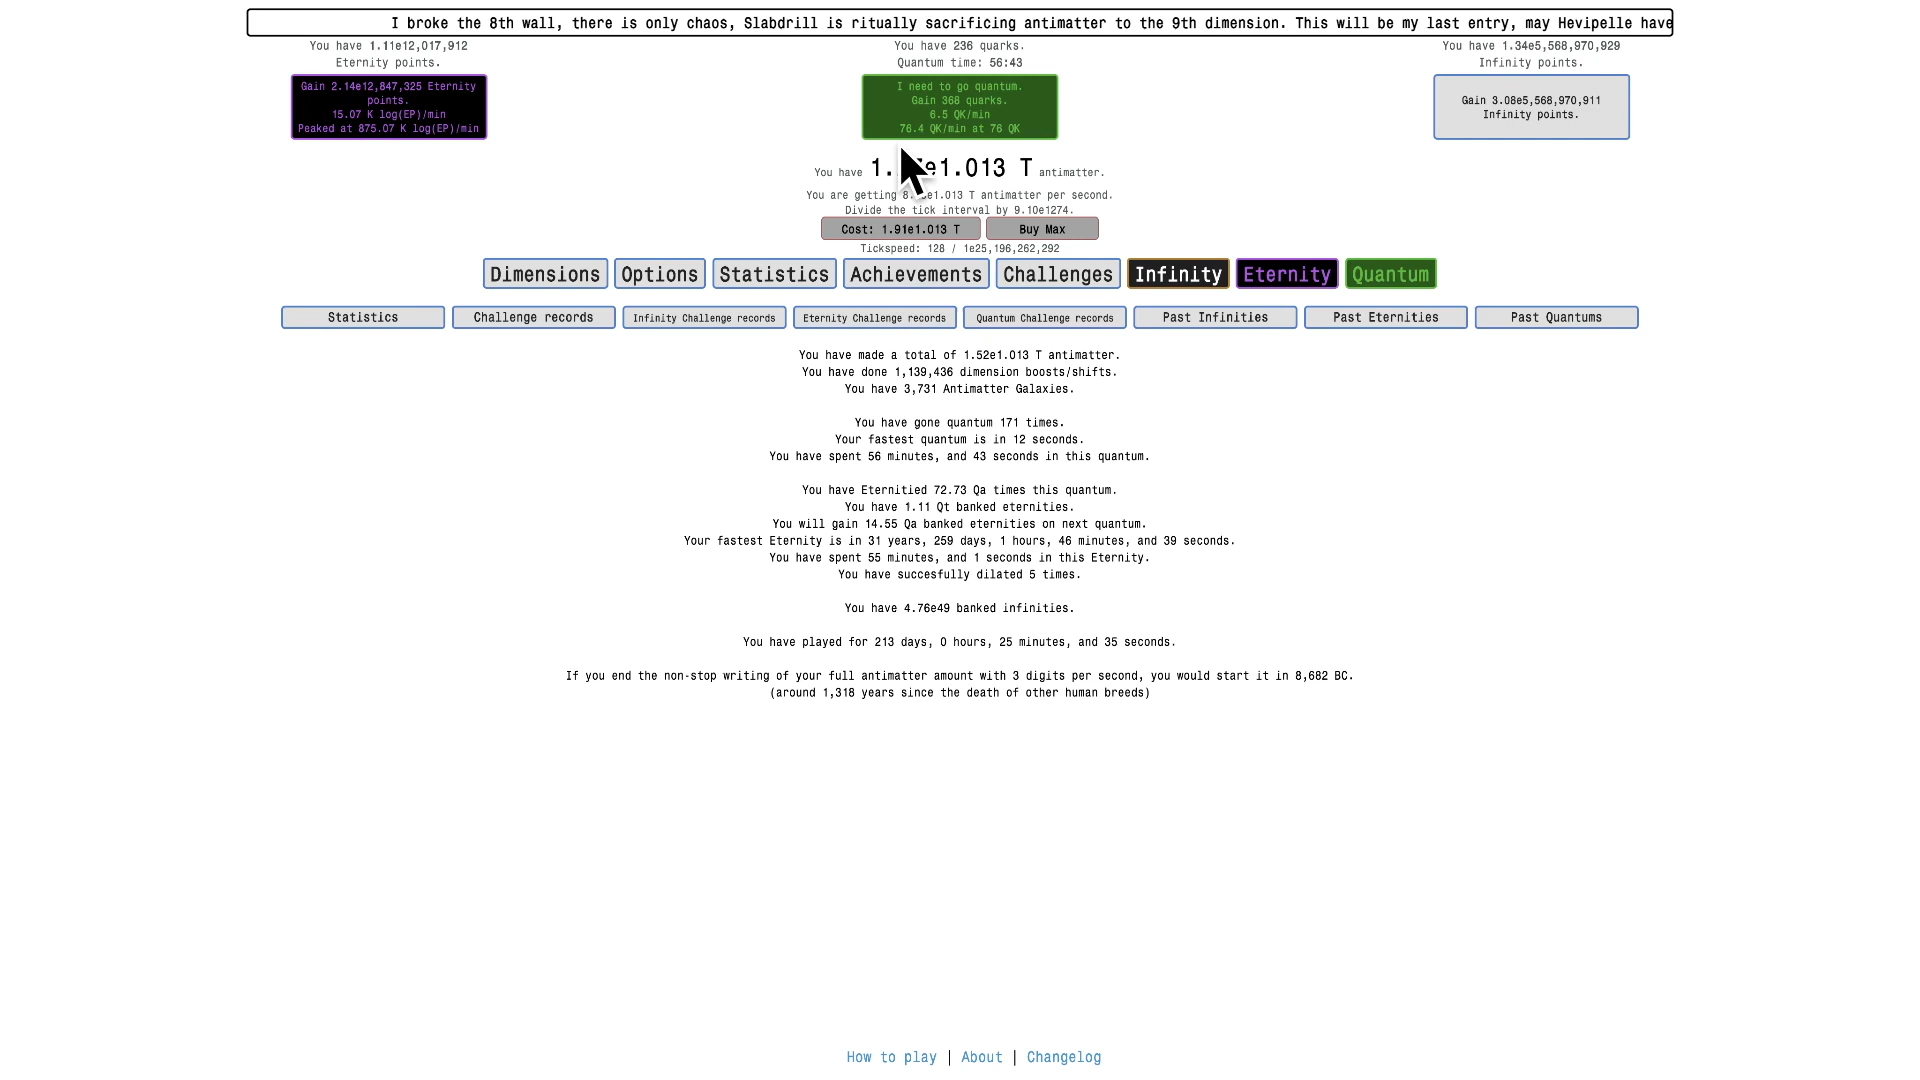 I broke the 8th wall, there is only chaos, Slabdrill is ritually sacrificing antimatter to the 9th dimension. This will be my last entry, may Hevipelle have
You have 1.11e12,017,912
Eternity points.
You have 236 quarks.
Quantum time: 56:43
You have 1.34e5,568,970,929
Infinity points.
Gain 2.14e12,847,325 Eternity
points.
15.07 K log(EP)/min
Peaked at 875.07 K log(EP)/min
I need to go quantum.
Gain 368 quarks.
6.5 QK/min
76.4 QK/min at 76 QK
Gain 3.08e5,568,970,911
Infinity points.
You have e1.013 T antimatter.
You are getting e1.013 T antimatter per second.
Divide the tick interval by 9.10e1274.
Cost: 1.91e1.013 T
Buy Max
Tickspeed: 128 / 1e25,196,262,292
Dimensions
Options
Statistics
Achievements
Challenges
Infinity
Eternity
Quantum
Statistics
Challenge records
Infinity Challenge records
Eternity Challenge records
Quantum Challenge records
Past Infinities
Past Eternities
Past Quantums
You have made a total of 1.52e1.013 T antimatter.
You have done 1,139,436 dimension boosts/shifts.
You have 3,731 Antimatter Galaxies.
You have gone quantum 171 times.
Your fastest quantum is in 12 seconds.
You have spent 56 minutes, and 43 seconds in this quantum.
You have Eternitied 72.73 Qa times this quantum.
You have 1.11 Qt banked eternities.
You will gain 14.55 Qa banked eternities on next quantum.
Your fastest Eternity is in 31 years, 259 days, 1 hours, 46 minutes, and 39 seconds.
You have spent 55 minutes, and 1 seconds in this Eternity.
You have succesfully dilated 5 times.
You have 4.76e49 banked infinities.
You have played for 213 days, 0 hours, 25 minutes, and 35 seconds.
If you end the non-stop writing of your full antimatter amount with 3 digits per second, you would start it in 8,682 BC.
(around 1,318 years since the death of other human breeds)
How to play | About | Changelog